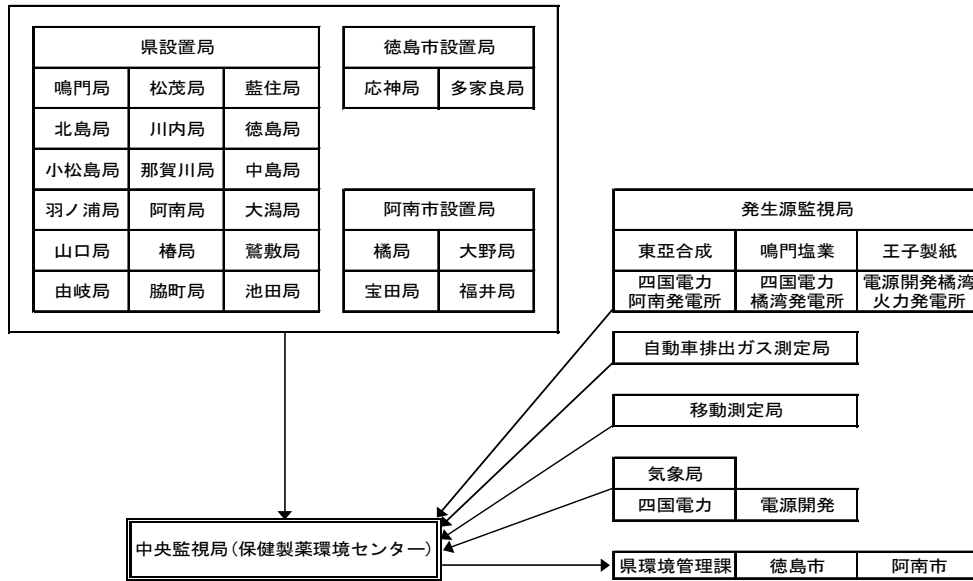 県設置局
鳴門局 松茂局 藍住局
北島局 川内局 徳島局
小松島局 那賀川局 中島局
羽ノ浦局 阿南局 大潟局
山口局 椿局 鷲敷局
由岐局 脇町局 池田局
徳島市設置局
応神局 多家良局
阿南市設置局
橘局 大野局
宝田局 福井局
発生源監視局
東亞合成 鳴門塩業 王子製紙
四国電力 四国電力 電源開発橘湾
阿南発電所 橘湾発電所 火力発電所
自動車排出ガス測定局
移動測定局
気象局
四国電力 電源開発
中央監視局(保健製薬環境センター)
県環境管理課 徳島市 阿南市